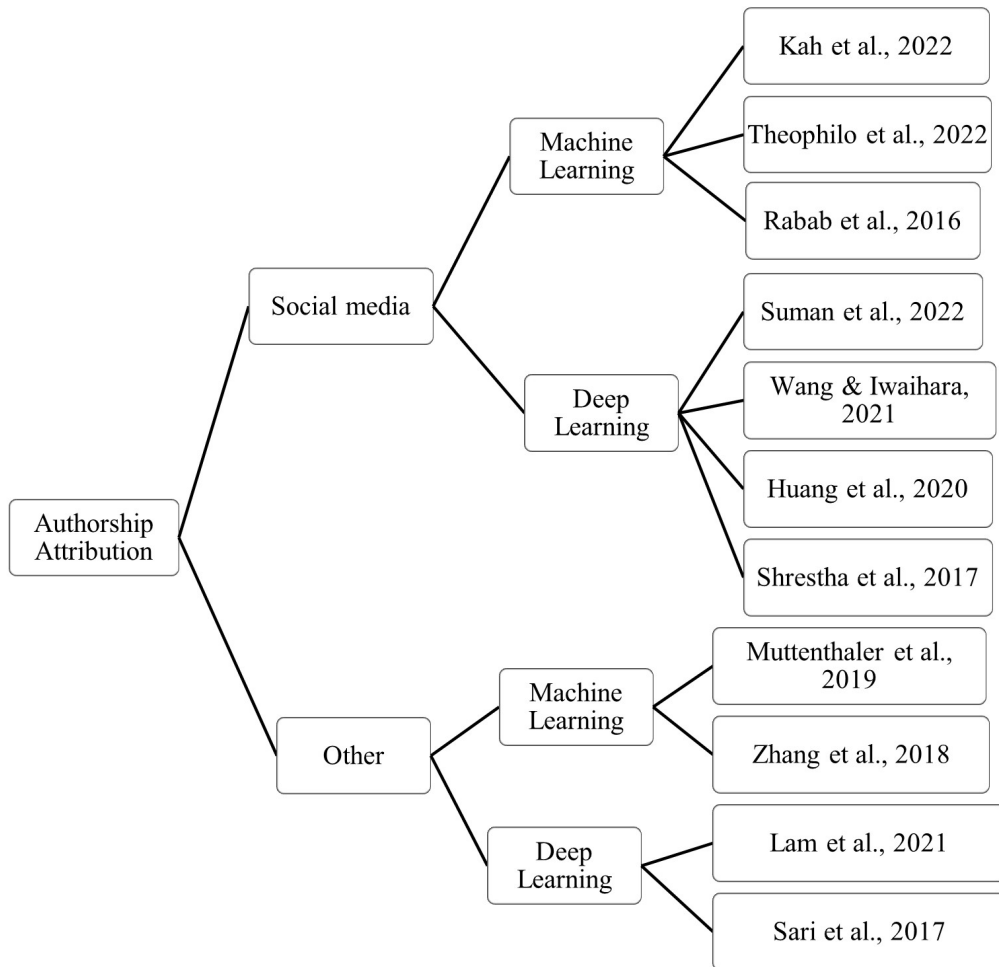 Authorship
Attribution
Social media
Machine
Learning
Kah et al., 2022
Theophilo et al., 2022
Rabab et al., 2016
Deep
Learning
Suman et al., 2022
Wang & Iwaihara,
2021
Huang et al., 2020
Shrestha et al., 2017
Other
Machine
Learning
Muttenthaler et al.,
2019
Zhang et al., 2018
Deep
Learning
Lam et al., 2021
Sari et al., 2017